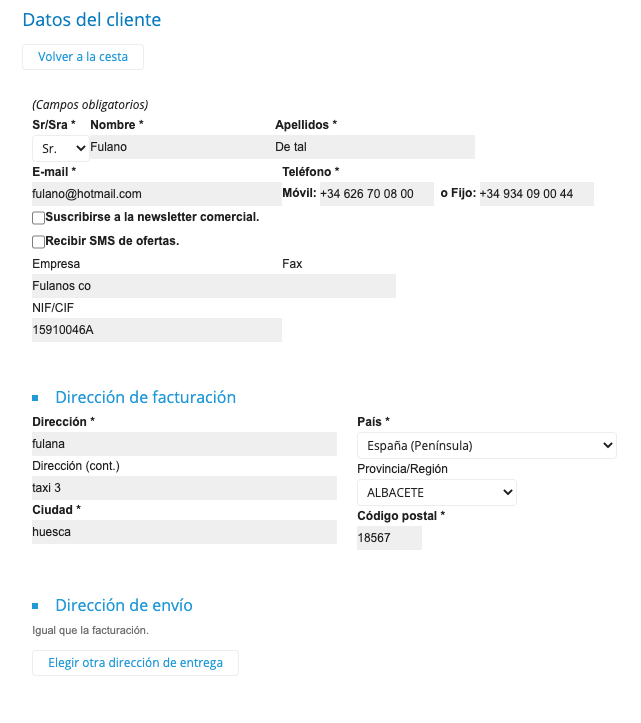 Datos del cliente
Volver a la cesta
(Campos obligatorios)
Sr/Sra * Nombre * Apellidos *
Sr. Fulano De tal
E-mail * Teléfono *
fulano@hotmail.com Móvil: +34 626 70 08 00 o Fijo: +34 934 09 00 44
Suscribirse a la newsletter comercial.
Recibir SMS de ofertas.
Empresa Fax
Fulanos co
NIF/CIF
15910046A
Dirección de facturación
Dirección * País *
fulana España (Península)
Dirección (cont.) Provincia/Región
taxi 3 ALBACETE
Ciudad * Código postal *
huesca 18567
Dirección de envío
Igual que la facturación.
Elegir otra dirección de entrega